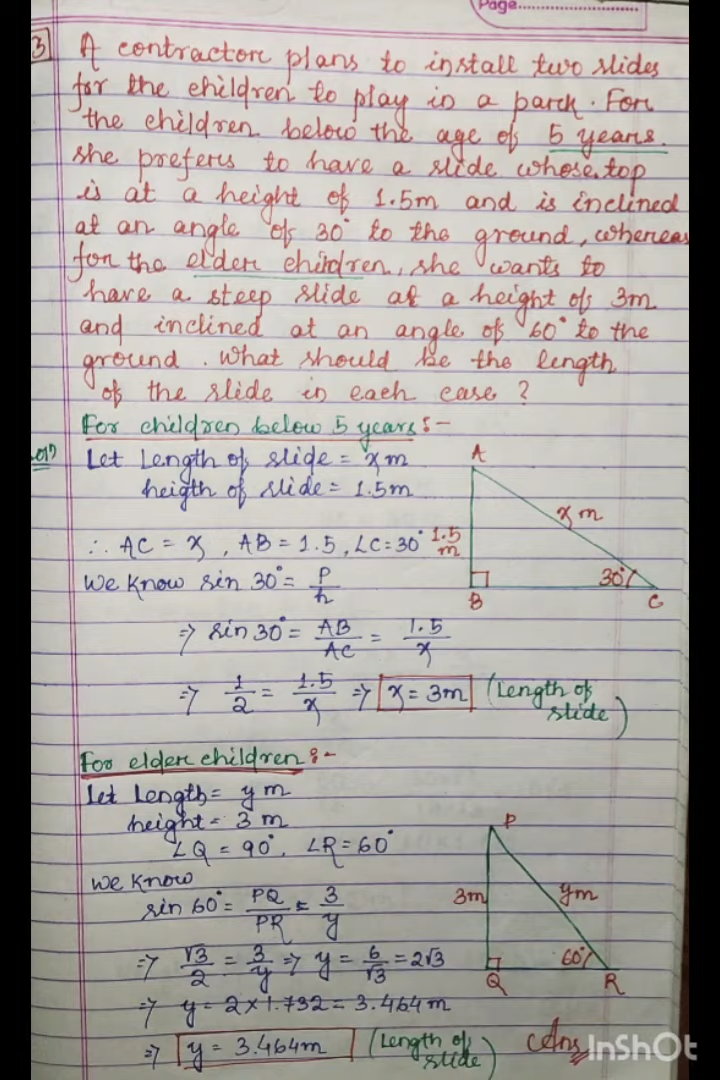 Page......................
3 A contractor plans to install two slides
for the children to play in a park. For
the children below the age of 5 years.
she prefers to have a slide whose top
is at a height of 1.5m and is inclined
at an angle of 30° to the ground, whereas
for the elder children, she wants to
have a steep slide at a height of 3m
and inclined at an angle of 60° to the
ground. What should be the length
of the slide in each case?
For children below 5 years :-
Let Length of slide = x m
heigth of slide = 1.5m
∴ AC = x, AB = 1.5, ∠C = 30°
We know sin 30° = P/h
⇒ sin 30° = AB/AC = 1.5/x
⇒ 1/2 = 1.5/x ⇒ x = 3m (Length of
slide)
A
x m
1.5
m
30°
B C
For elder children :-
Let Length = y m
height = 3 m
∠Q = 90°, ∠R = 60°
we know
sin 60° = PQ/PR = 3/y
⇒ √3/2 = 3/y ⇒ y = 6/√3 = 2√3
⇒ y = 2×1.732 = 3.464 m
⇒ y = 3.464m (Length of
slide)
P
3m ym
60°
Q R
Ans
InShOt